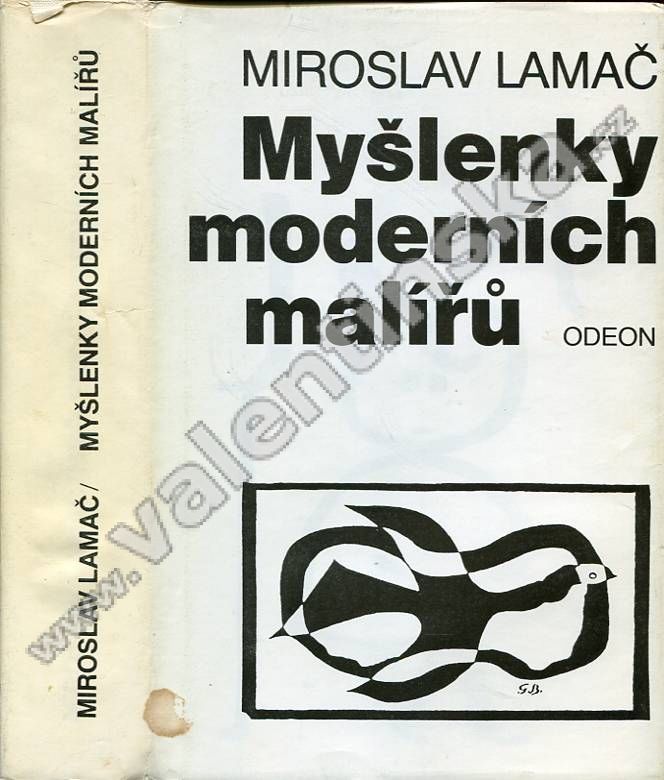 MIROSLAV LAMAČ / MYŠLENKY MODERNÍCH MALÍŘŮ
MIROSLAV LAMAČ
Myšlenky
moderních
malířů
ODEON
G.B.
www.valentinska.cz